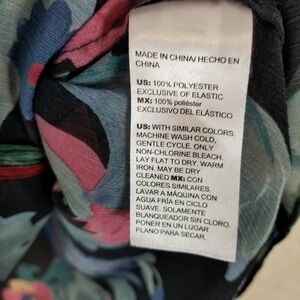 MADE IN CHINA/ HECHO EN
CHINA
US: 100% POLYESTER
EXCLUSIVE OF ELASTIC
MX: 100% poliéster
EXCLUSIVO DEL ELÁSTICO
US: WITH SIMILAR COLORS.
MACHINE WASH COLD,
GENTLE CYCLE. ONLY
NON-CHLORINE BLEACH.
LAY FLAT TO DRY. WARM
IRON. MAY BE DRY
CLEANED MX: CON
COLORES SIMILARES.
LAVAR A MÁQUINA CON
AGUA FRÍA EN CICLO
SUAVE. SOLAMENTE
BLANQUEADOR SIN CLORO.
PONER EN UN LUGAR
PLANO PARA SECAR.